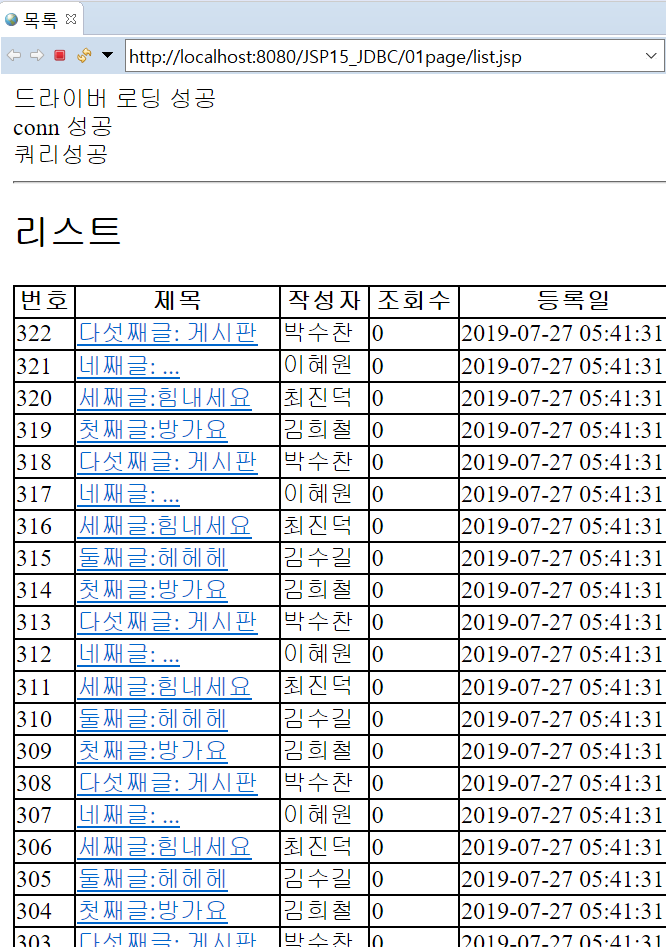 목록
http://localhost:8080/JSP15_JDBC/01page/list.jsp
드라이버 로딩 성공
conn 성공
쿼리성공
리스트
번호 제목 작성자 조회수 등록일
322 다섯째글: 게시판 박수찬 0 2019-07-27 05:41:31
321 네째글: ... 이혜원 0 2019-07-27 05:41:31
320 세째글:힘내세요 최진덕 0 2019-07-27 05:41:31
319 첫째글:방가요 김희철 0 2019-07-27 05:41:31
318 다섯째글: 게시판 박수찬 0 2019-07-27 05:41:31
317 네째글: ... 이혜원 0 2019-07-27 05:41:31
316 세째글:힘내세요 최진덕 0 2019-07-27 05:41:31
315 둘째글:헤헤헤 김수길 0 2019-07-27 05:41:31
314 첫째글:방가요 김희철 0 2019-07-27 05:41:31
313 다섯째글: 게시판 박수찬 0 2019-07-27 05:41:31
312 네째글: ... 이혜원 0 2019-07-27 05:41:31
311 세째글:힘내세요 최진덕 0 2019-07-27 05:41:31
310 둘째글:헤헤헤 김수길 0 2019-07-27 05:41:31
309 첫째글:방가요 김희철 0 2019-07-27 05:41:31
308 다섯째글: 게시판 박수찬 0 2019-07-27 05:41:31
307 네째글: ... 이혜원 0 2019-07-27 05:41:31
306 세째글:힘내세요 최진덕 0 2019-07-27 05:41:31
305 둘째글:헤헤헤 김수길 0 2019-07-27 05:41:31
304 첫째글:방가요 김희철 0 2019-07-27 05:41:31
303 다섯째글: 게시판 박수찬 0 2019-07-27 05:41:31